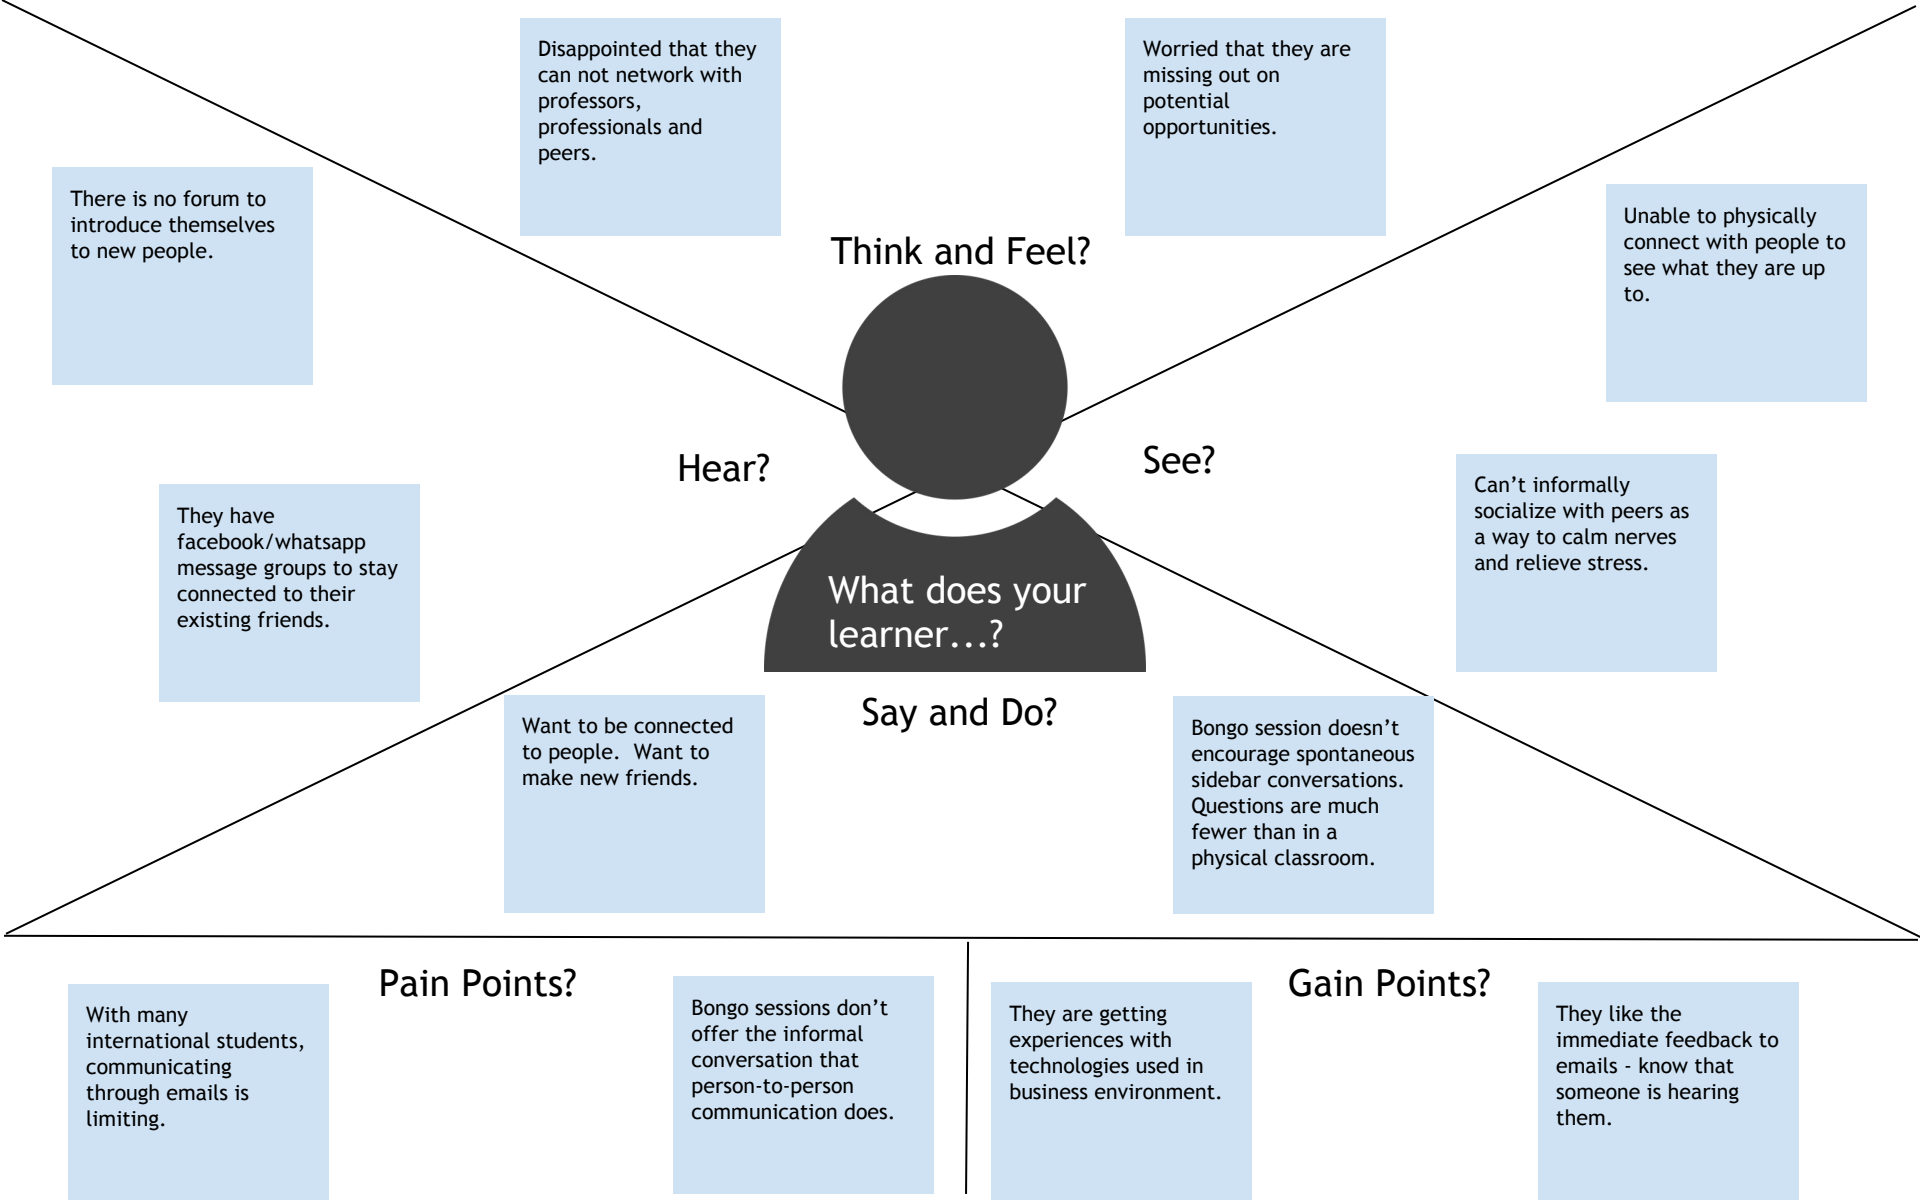 Disappointed that they
can not network with
professors,
professionals and
peers.
Worried that they are
missing out on
potential
opportunities.
There is no forum to
introduce themselves
to new people.
Think and Feel?
Unable to physically
connect with people to
see what they are up
to.
Hear?
See?
They have
facebook/whatsapp
message groups to stay
connected to their
existing friends.
Can’t informally
socialize with peers as
a way to calm nerves
and relieve stress.
What does your
learner...?
Say and Do?
Want to be connected
to people.  Want to
make new friends.
Bongo session doesn’t
encourage spontaneous
sidebar conversations.
Questions are much
fewer than in a
physical classroom.
Pain Points?
With many
international students,
communicating
through emails is
limiting.
Bongo sessions don’t
offer the informal
conversation that
person-to-person
communication does.
Gain Points?
They are getting
experiences with
technologies used in
business environment.
They like the
immediate feedback to
emails - know that
someone is hearing
them.